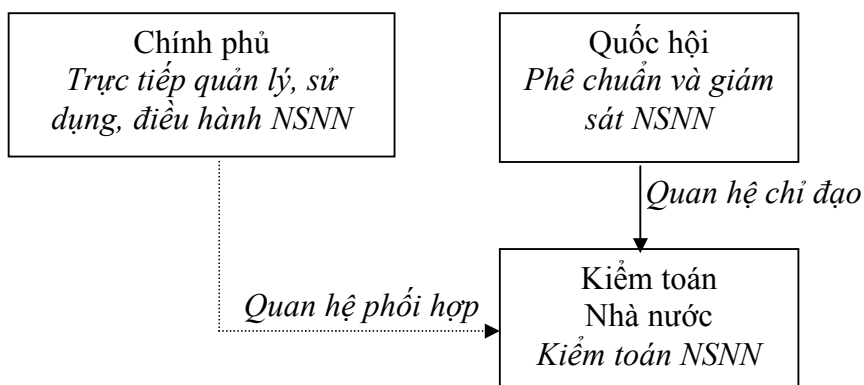 Chính phủ
Trực tiếp quản lý, sử
dụng, điều hành NSNN
Quốc hội
Phê chuẩn và giám
sát NSNN
Quan hệ chỉ đạo
Quan hệ phối hợp
Kiểm toán
Nhà nước
Kiểm toán NSNN